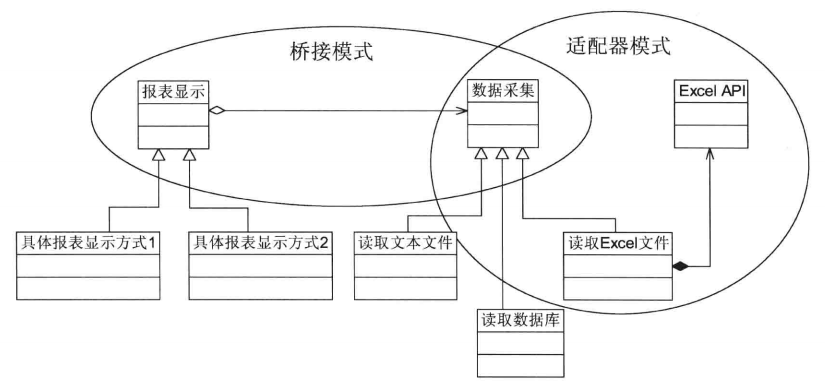 桥接模式
适配器模式
报表显示
数据采集
Excel API
具体报表显示方式1
具体报表显示方式2
读取文本文件
读取Excel文件
读取数据库